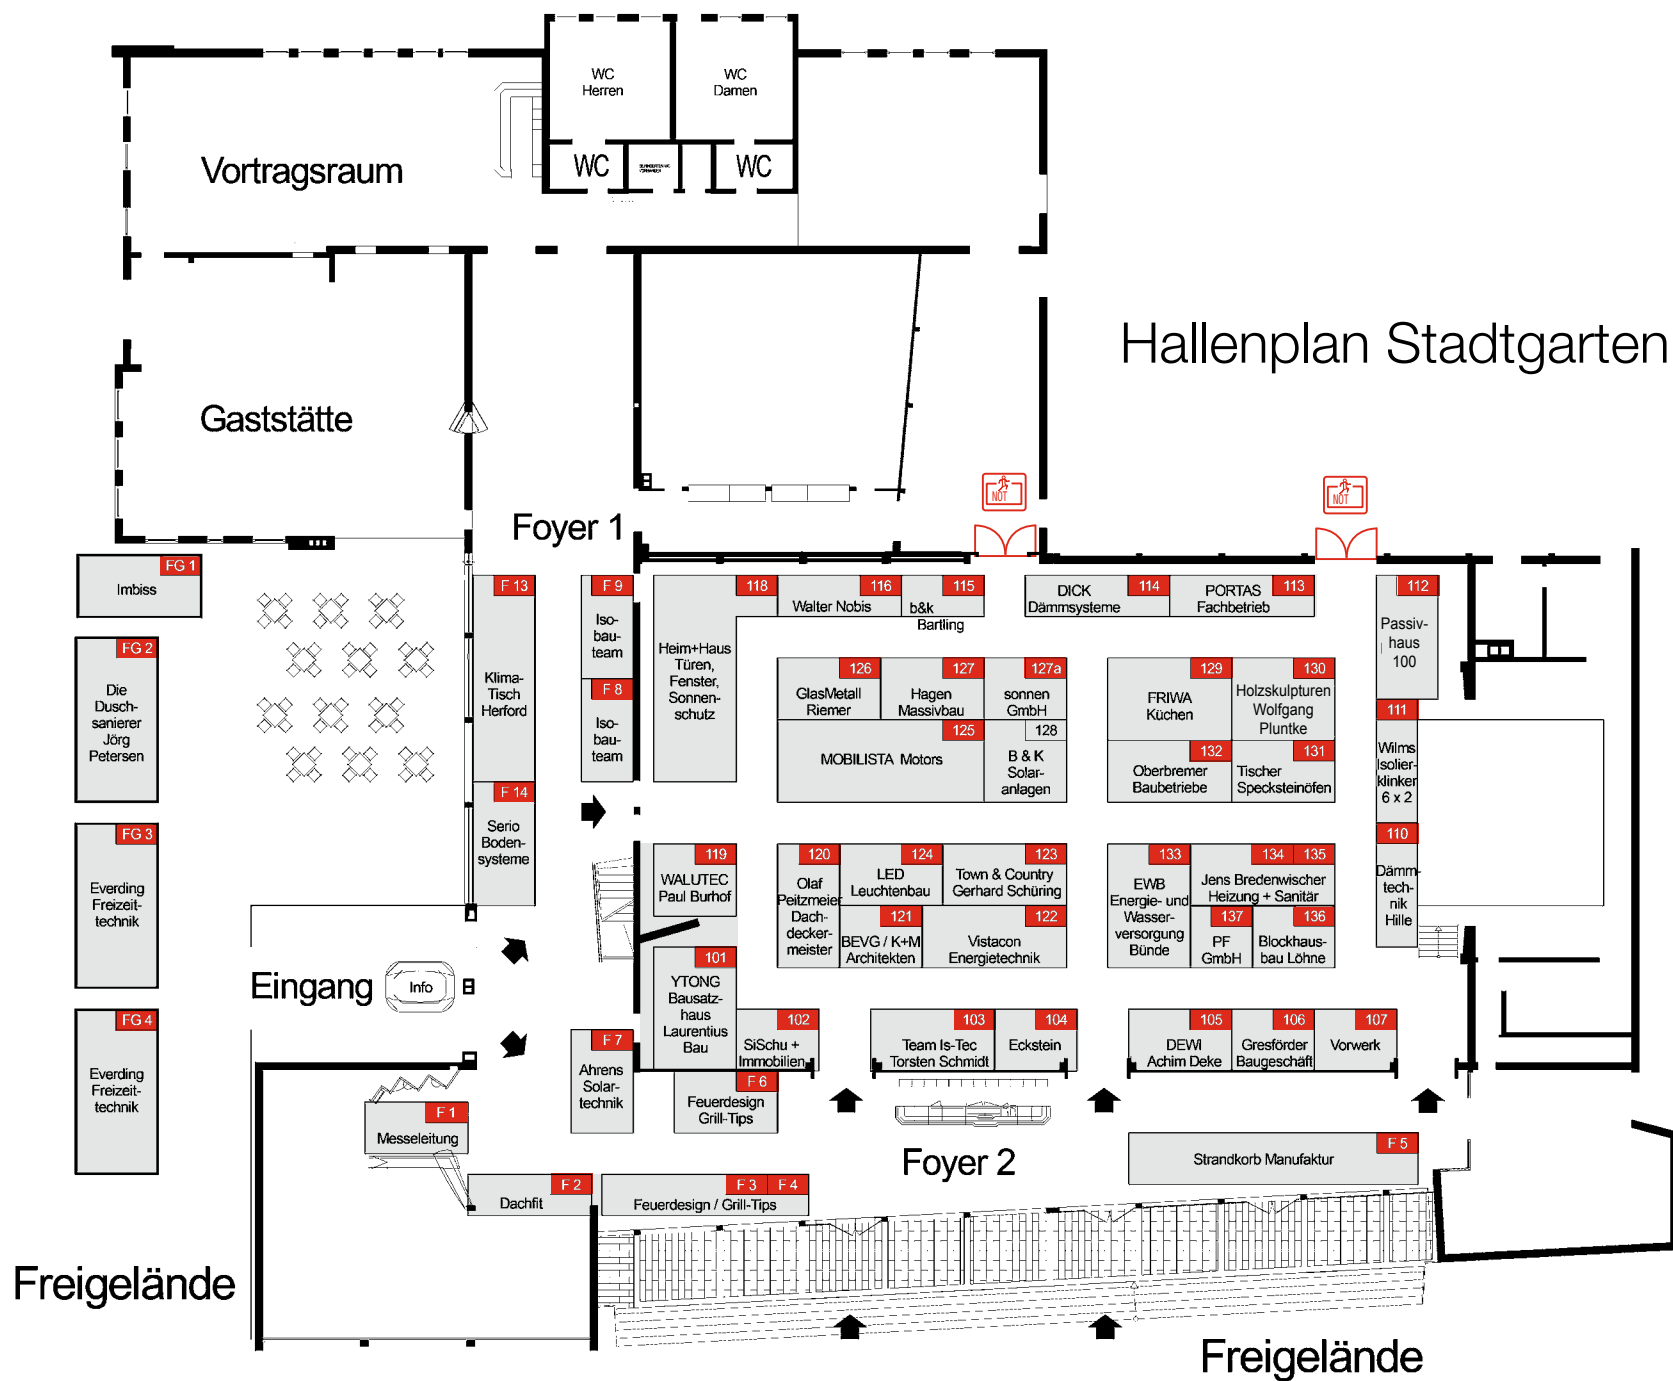 WC
Herren
WC
Damen
WC
WC
Vortragsraum
Hallenplan Stadtgarten
Gaststätte
NOT
NOT
Foyer 1
FG 1
Imbiss
FG 2
Die
Dusch-
sanierer
Jörg
Petersen
FG 3
Everding
Freizeit-
technik
FG 4
Everding
Freizeit-
technik
F 13
Klima-
Tisch
Herford
F 14
Serio
Boden-
systeme
F 9
Iso-
bau-
team
F 8
Iso-
bau-
team
118
Heim+Haus
Türen,
Fenster,
Sonnen-
schutz
116
Walter Nobis
115
b&k
Bartling
114
DICK
Dämmsysteme
113
PORTAS
Fachbetrieb
112
Passiv-
haus
100
126
GlasMetall
Riemer
127
Hagen
Massivbau
127a
sonnen
GmbH
125
MOBILISTA Motors
128
B & K
Solar-
anlagen
129
FRIWA
Küchen
130
Holzskulpturen
Wolfgang
Pluntke
132
Oberbremer
Baubetriebe
131
Tischer
Specksteinöfen
111
Wilms
Isolier-
klinker
6 x 2
110
Dämm-
tech-
nik
Hille
119
WALUTEC
Paul Burhof
120
Olaf
Peitzmeier
Dach-
decker-
meister
124
LED
Leuchtenbau
123
Town & Country
Gerhard Schüring
121
BEVG / K+M
Architekten
122
Vistacon
Energietechnik
133
EWB
Energie- und
Wasser-
versorgung
Bünde
134 135
Jens Bredenwischer
Heizung + Sanitär
137
PF
GmbH
136
Blockhaus-
bau Löhne
Eingang
Info
101
YTONG
Bausatz-
haus
Laurentius
Bau
102
SiSchu +
Immobilien
103
Team Is-Tec
Torsten Schmidt
104
Eckstein
105
DEWI
Achim Deke
106
Gresförder
Baugeschäft
107
Vorwerk
F 7
Ahrens
Solar-
technik
F 6
Feuerdesign
Grill-Tips
F 1
Messeleitung
F 2
Dachfit
F 3 F 4
Feuerdesign / Grill-Tips
Foyer 2
F 5
Strandkorb Manufaktur
Freigelände
Freigelände